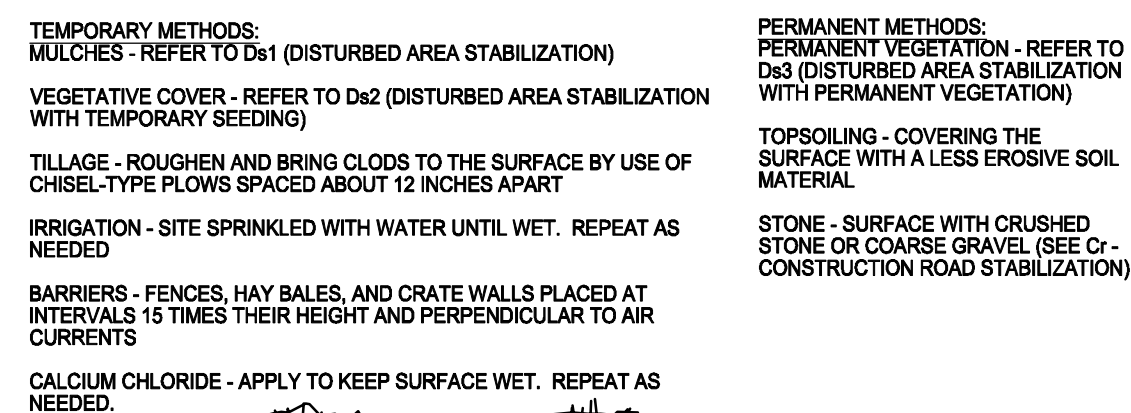 TEMPORARY METHODS:
MULCHES - REFER TO Ds1 (DISTURBED AREA STABILIZATION)
VEGETATIVE COVER - REFER TO Ds2 (DISTURBED AREA STABILIZATION
WITH TEMPORARY SEEDING)
TILLAGE - ROUGHEN AND BRING CLODS TO THE SURFACE BY USE OF
CHISEL-TYPE PLOWS SPACED ABOUT 12 INCHES APART
IRRIGATION - SITE SPRINKLED WITH WATER UNTIL WET. REPEAT AS
NEEDED
BARRIERS - FENCES, HAY BALES, AND CRATE WALLS PLACED AT
INTERVALS 15 TIMES THEIR HEIGHT AND PERPENDICULAR TO AIR
CURRENTS
CALCIUM CHLORIDE - APPLY TO KEEP SURFACE WET. REPEAT AS
NEEDED.
PERMANENT METHODS:
PERMANENT VEGETATION - REFER TO
Ds3 (DISTURBED AREA STABILIZATION
WITH PERMANENT VEGETATION)
TOPSOILING - COVERING THE
SURFACE WITH A LESS EROSIVE SOIL
MATERIAL
STONE - SURFACE WITH CRUSHED
STONE OR COARSE GRAVEL (SEE Cr -
CONSTRUCTION ROAD STABILIZATION)